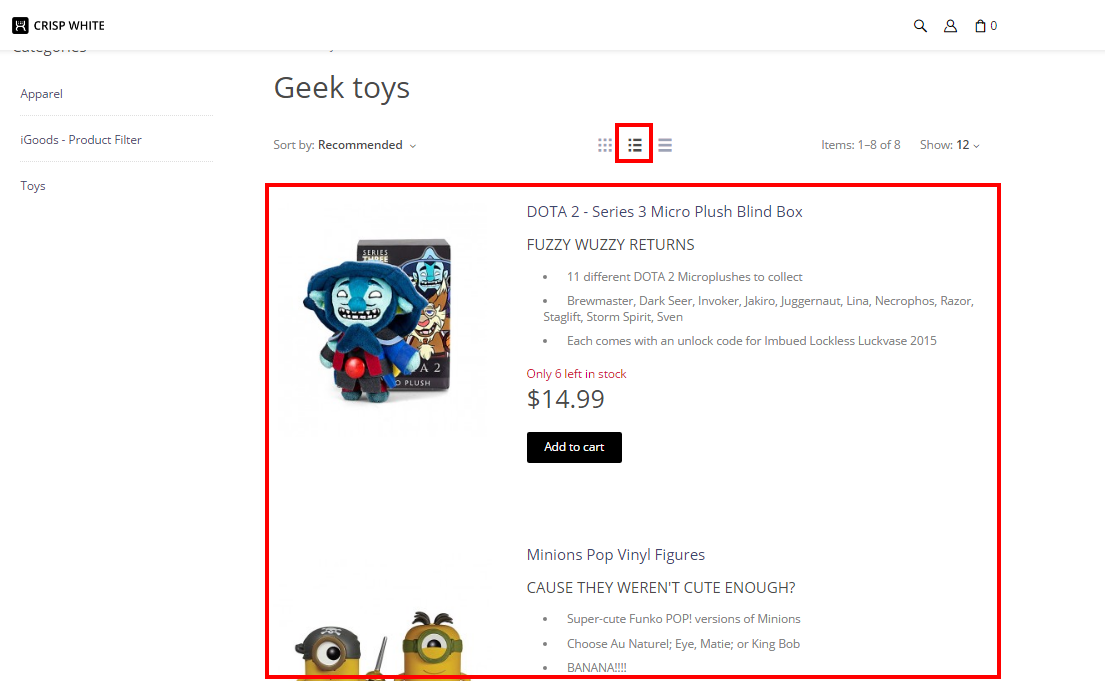 CRISP WHITE
0
Categories
Geek toys
Apparel
iGoods - Product Filter
Toys
Sort by: Recommended
Items: 1–8 of 8
Show: 12
DOTA 2 - Series 3 Micro Plush Blind Box
FUZZY WUZZY RETURNS
• 11 different DOTA 2 Microplushes to collect
• Brewmaster, Dark Seer, Invoker, Jakiro, Juggernaut, Lina, Necrophos, Razor,
Staglift, Storm Spirit, Sven
• Each comes with an unlock code for Imbued Lockless Luckvase 2015
Only 6 left in stock
$14.99
Add to cart
SERIES
THREE
A 2
O PLUSH
Minions Pop Vinyl Figures
CAUSE THEY WEREN'T CUTE ENOUGH?
• Super-cute Funko POP! versions of Minions
• Choose Au Naturel; Eye, Matie; or King Bob
• BANANA!!!!